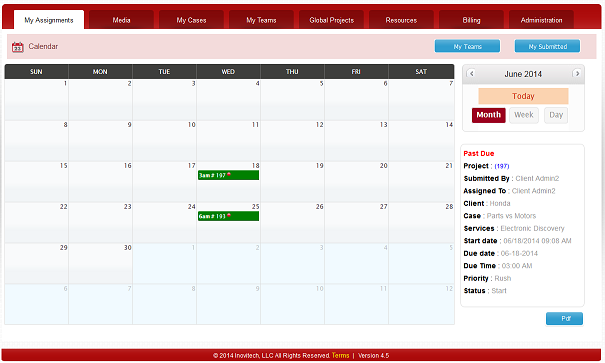 My Assignments Media My Cases My Teams Global Projects Resources Billing Administration
Calendar My Teams My Submitted
SUN MON TUE WED THU FRI SAT
1 2 3 4 5 6 7
8 9 10 11 12 13 14
15 16 17 18 19 20 21
3am # 197
22 23 24 25 26 27 28
6am # 193
29 30 1 2 3 4 5
6 7 8 9 10 11 12
June 2014
Today
Month Week Day
Past Due
Project : (197)
Submitted By : Client Admin2
Assigned To : Client Admin2
Client : Honda
Case : Parts vs Motors
Services : Electronic Discovery
Start date : 06/18/2014 09:08 AM
Due date : 06-18-2014
Due Time : 03:00 AM
Priority : Rush
Status : Start
Pdf
© 2014 Inovitech, LLC All Rights Reserved. Terms | Version 4.5